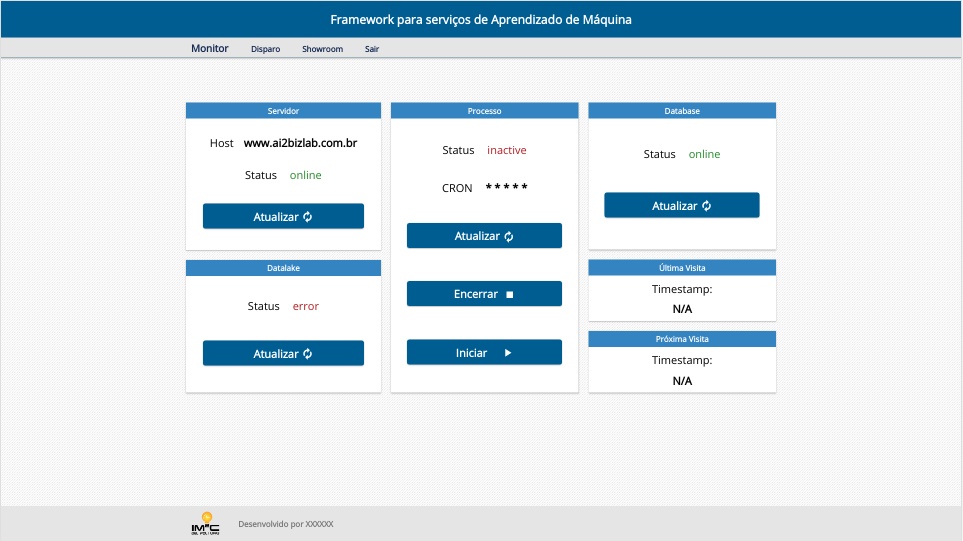 Framework para serviços de Aprendizado de Máquina
Monitor Disparo Showroom Sair
Servidor
Host www.ai2bizlab.com.br
Status online
Atualizar
Datalake
Status error
Atualizar
Processo
Status inactive
CRON * * * * *
Atualizar
Encerrar
Iniciar
Database
Status online
Atualizar
Última Visita
Timestamp:
N/A
Próxima Visita
Timestamp:
N/A
Desenvolvido por XXXXXX